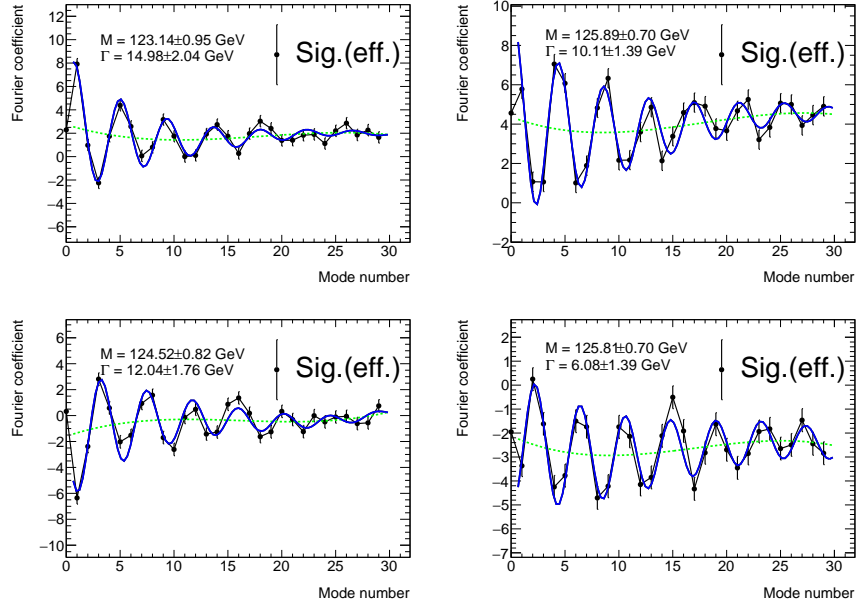 Fourier coefficient
12
10
8
6
4
2
0
−2
−4
−6
M = 123.14±0.95 GeV
Γ = 14.98±2.04 GeV
Sig.(eff.)
0 5 10 15 20 25 30
Mode number
Fourier coefficient
10
8
6
4
2
0
−2
M = 125.89±0.70 GeV
Γ = 10.11±1.39 GeV
Sig.(eff.)
0 5 10 15 20 25 30
Mode number
Fourier coefficient
6
4
2
0
−2
−4
−6
−8
−10
M = 124.52±0.82 GeV
Γ = 12.04±1.76 GeV
Sig.(eff.)
0 5 10 15 20 25 30
Mode number
Fourier coefficient
2
1
0
−1
−2
−3
−4
−5
−6
−7
M = 125.81±0.70 GeV
Γ = 6.08±1.39 GeV
Sig.(eff.)
0 5 10 15 20 25 30
Mode number